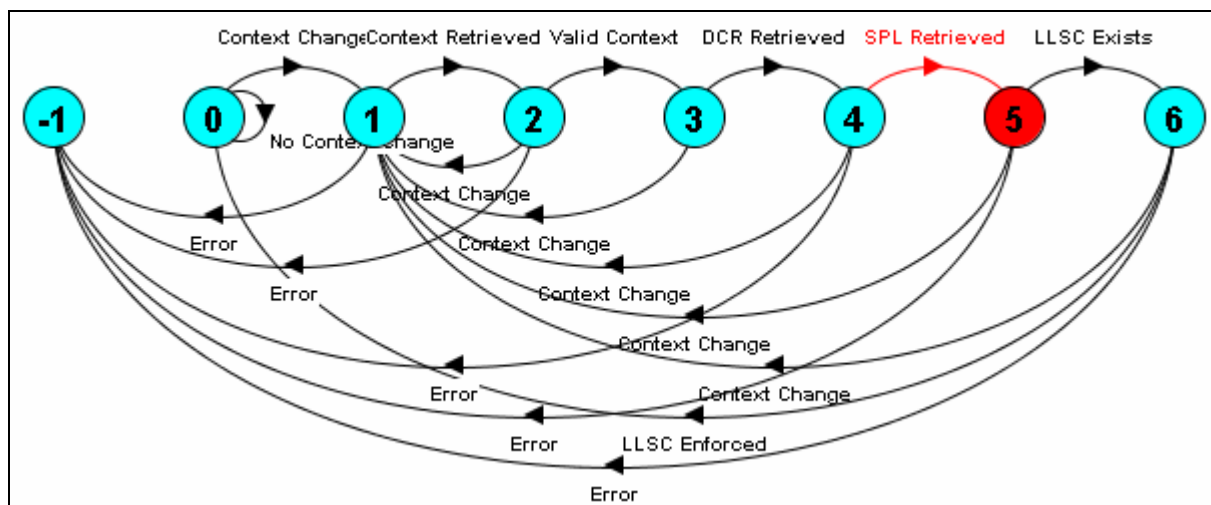 Context Change Context Retrieved Valid Context DCR Retrieved SPL Retrieved LLSC Exists
-1 0 1 2 3 4 5 6
No Context Change
Context Change
Error Context Change
Error Context Change
Context Change
Error Context Change
Error LLSC Enforced
Error